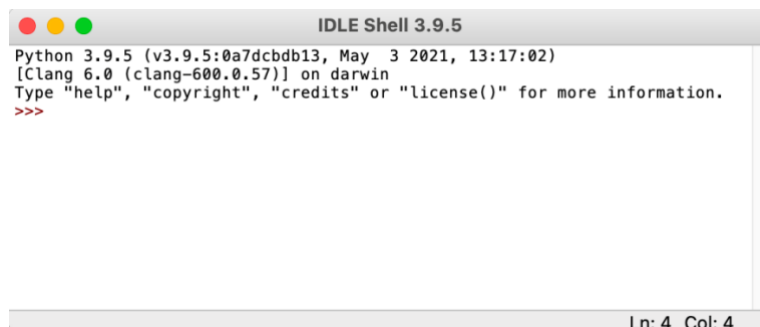 IDLE Shell 3.9.5
Python 3.9.5 (v3.9.5:0a7dcbdb13, May  3 2021, 13:17:02)
[Clang 6.0 (clang-600.0.57)] on darwin
Type "help", "copyright", "credits" or "license()" for more information.
>>>
Ln: 4 Col: 4